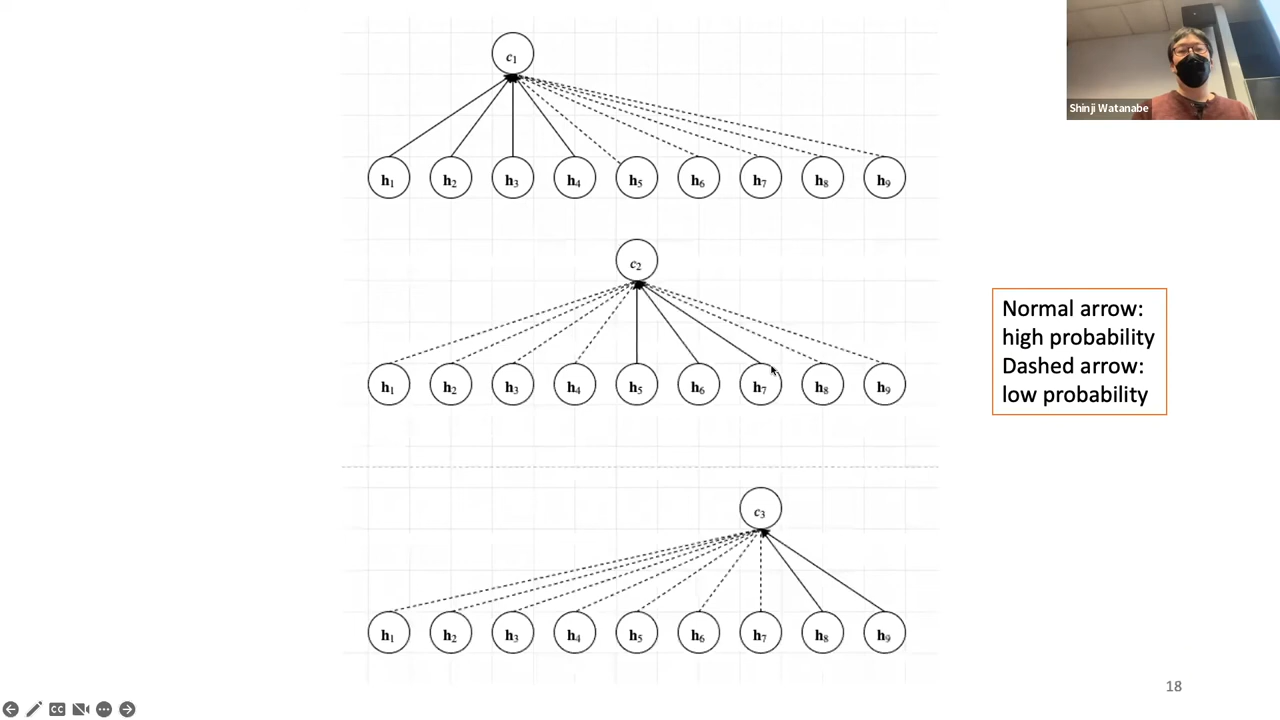 c₁
h₁ h₂ h₃ h₄ h₅ h₆ h₇ h₈ h₉
c₂
h₁ h₂ h₃ h₄ h₅ h₆ h₇ h₈ h₉
c₃
h₁ h₂ h₃ h₄ h₅ h₆ h₇ h₈ h₉
Shinji Watanabe
Normal arrow:
high probability
Dashed arrow:
low probability
18
CC